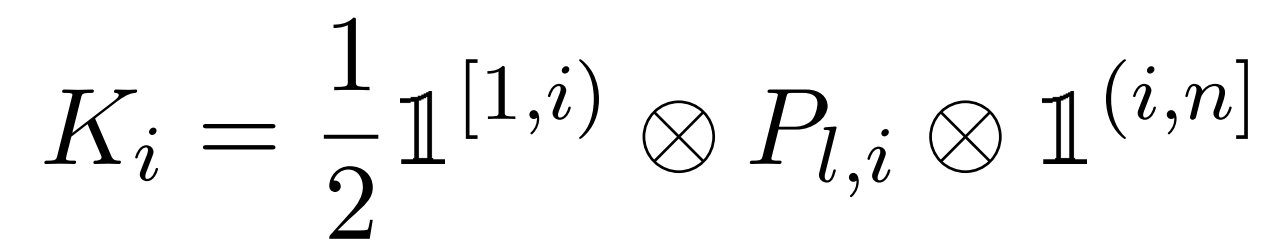 K_i = \frac{1}{2} \mathbb{1}^{[1,i)} \otimes P_{l,i} \otimes \mathbb{1}^{(i,n]}